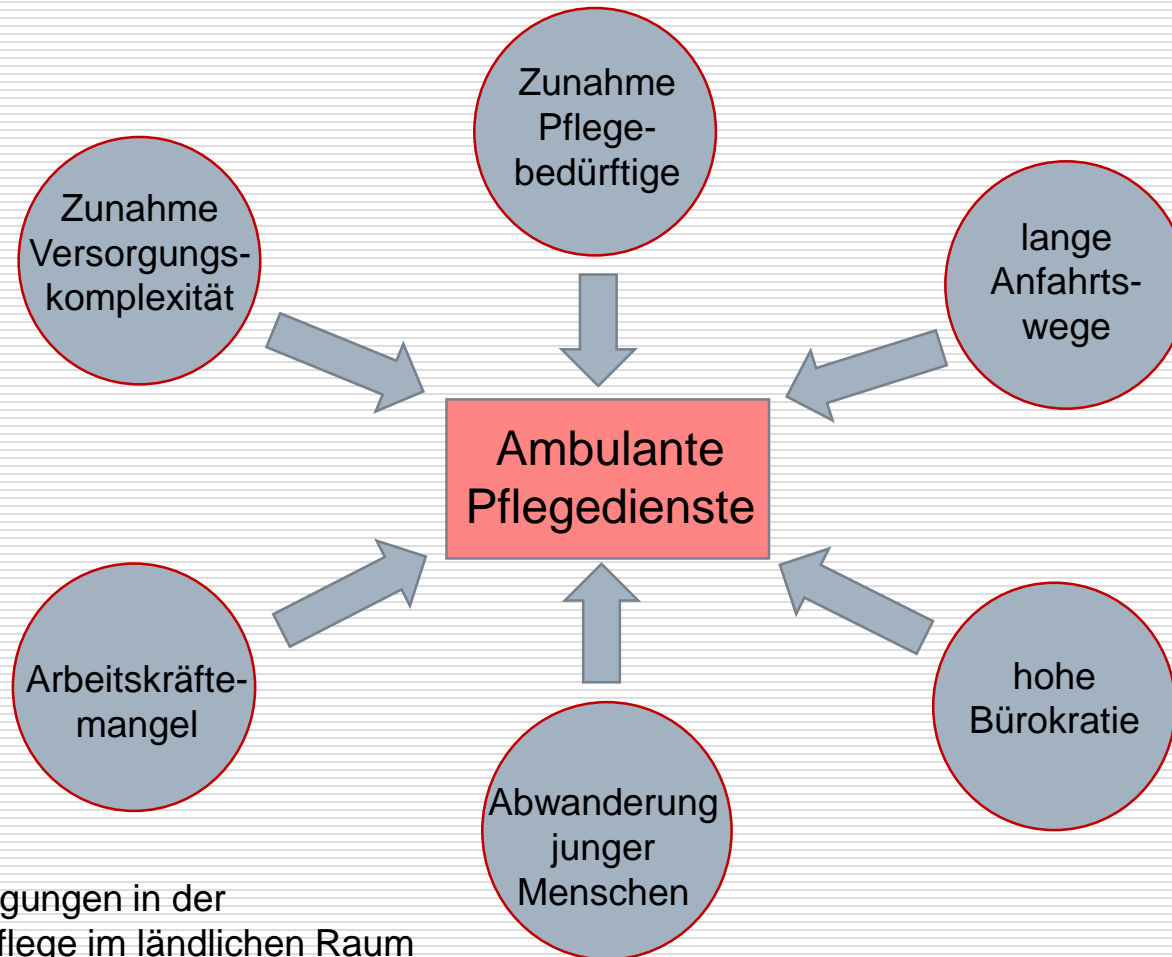 Zunahme
Pflege-
bedürftige
Zunahme
Versorgungs-
komplexität
lange
Anfahrts-
wege
Ambulante
Pflegedienste
Arbeitskräfte-
mangel
hohe
Bürokratie
Abwanderung
junger
Menschen
gungen in der
flege im ländlichen Raum